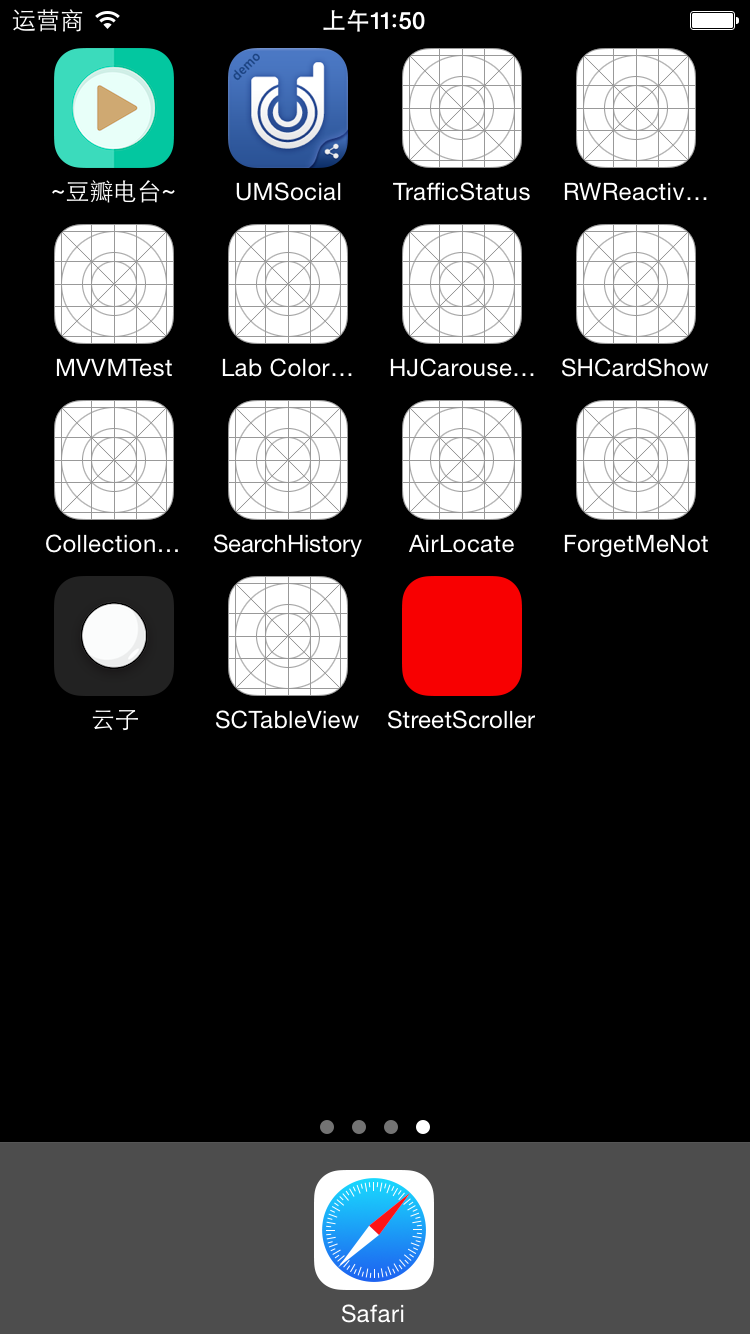 运营商 上午11:50
demo
~豆瓣电台~ UMSocial TrafficStatus RWReactiv...
MVVMTest Lab Color... HJCarouse... SHCardShow
Collection... SearchHistory AirLocate ForgetMeNot
云子 SCTableView StreetScroller
Safari